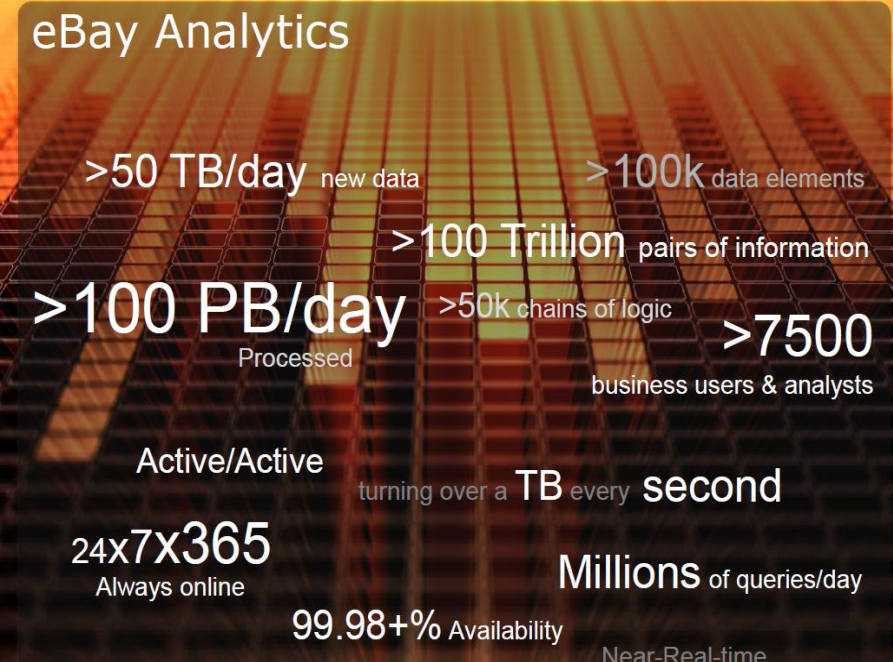 eBay Analytics
>50 TB/day new data
>100k data elements
>100 Trillion pairs of information
>100 PB/day
Processed
>50k chains of logic
>7500
business users & analysts
Active/Active
turning over a TB every second
24x7x365
Always online
Millions of queries/day
99.98+% Availability
Near-Real-time